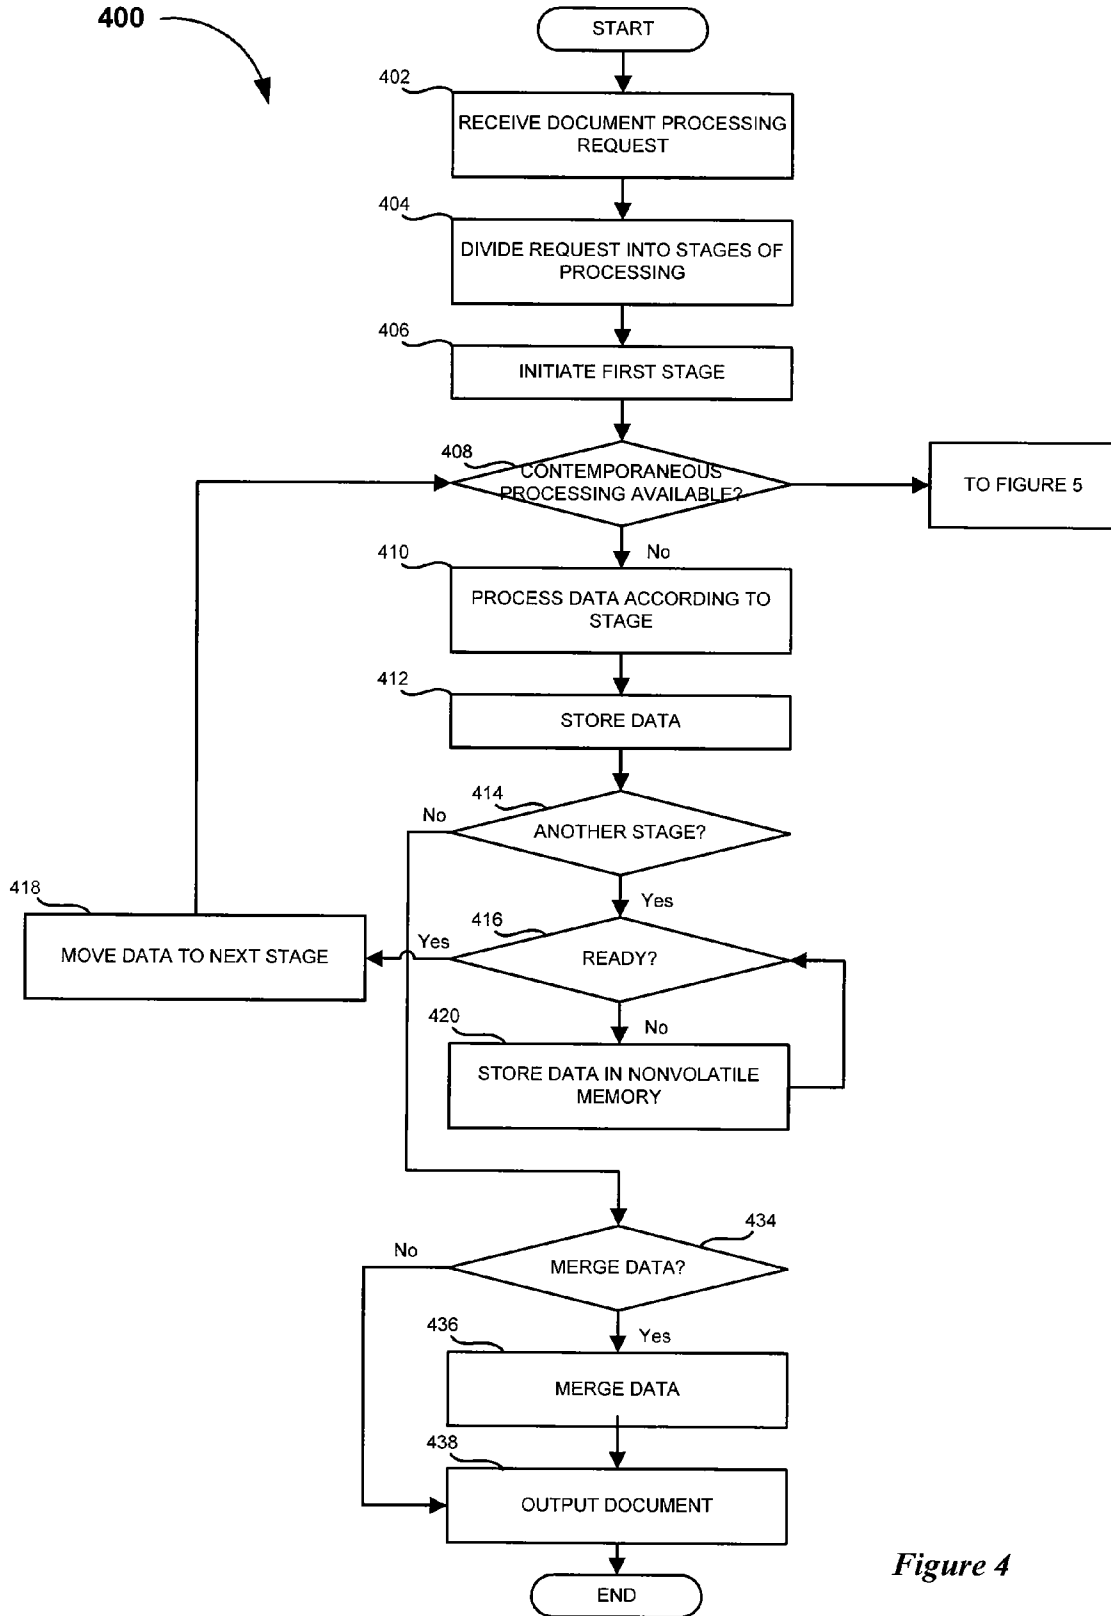 400
START
402
RECEIVE DOCUMENT PROCESSING
REQUEST
404
DIVIDE REQUEST INTO STAGES OF
PROCESSING
406
INITIATE FIRST STAGE
408
CONTEMPORANEOUS
PROCESSING AVAILABLE?
TO FIGURE 5
No
410
PROCESS DATA ACCORDING TO
STAGE
412
STORE DATA
414
No
ANOTHER STAGE?
Yes
418
MOVE DATA TO NEXT STAGE
416
Yes
READY?
No
420
STORE DATA IN NONVOLATILE
MEMORY
434
No
MERGE DATA?
Yes
436
MERGE DATA
438
OUTPUT DOCUMENT
END
Figure 4